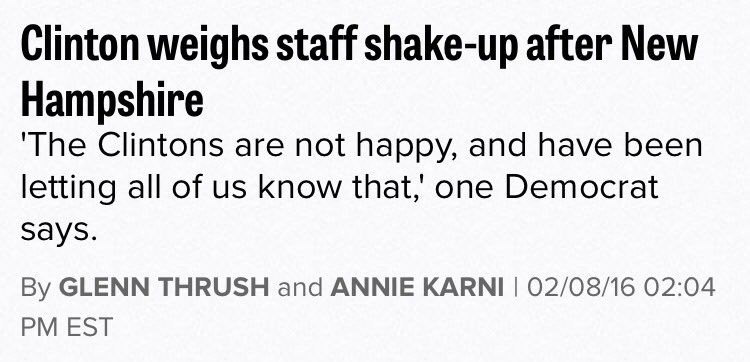 Clinton weighs staff shake-up after New
Hampshire
'The Clintons are not happy, and have been
letting all of us know that,' one Democrat
says.
By GLENN THRUSH and ANNIE KARNI | 02/08/16 02:04
PM EST